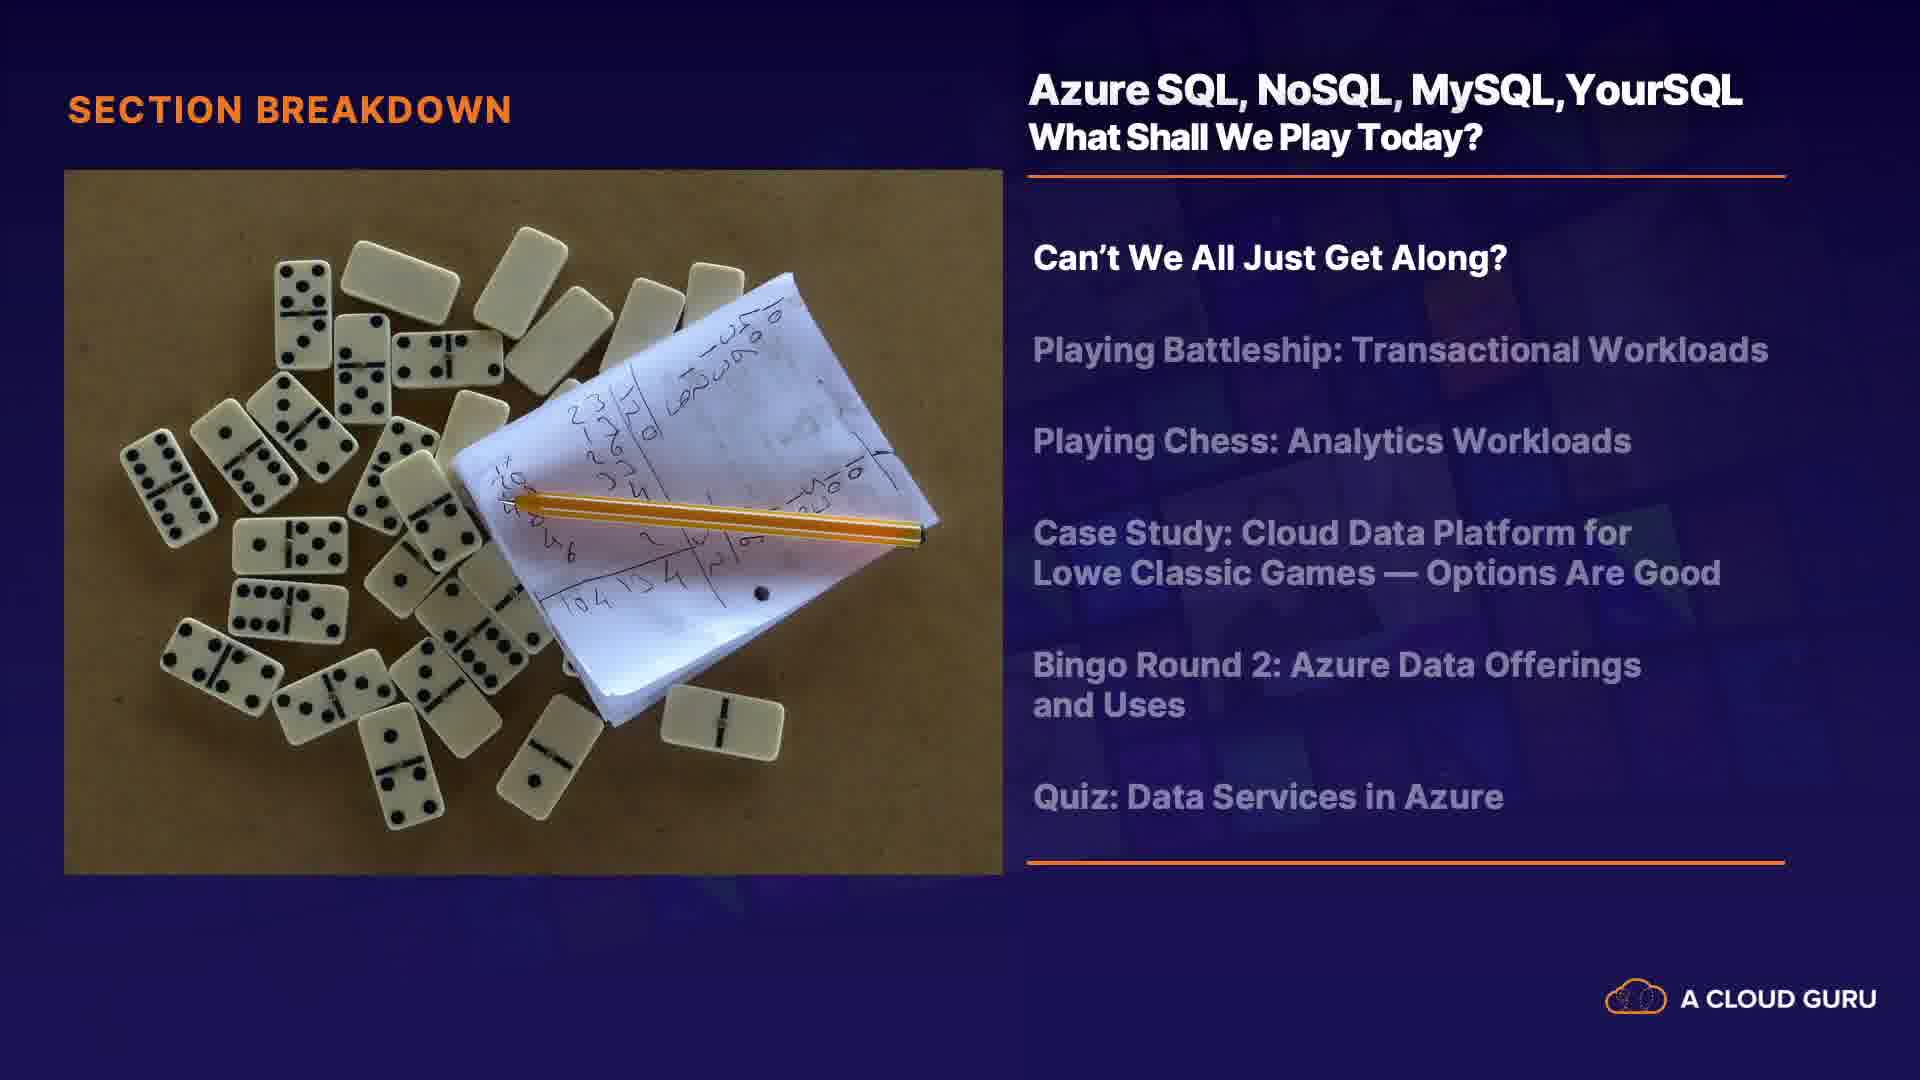 SECTION BREAKDOWN
Azure SQL, NoSQL, MySQL,YourSQL
What Shall We Play Today?
Can’t We All Just Get Along?
Playing Battleship: Transactional Workloads
Playing Chess: Analytics Workloads
Case Study: Cloud Data Platform for
Lowe Classic Games — Options Are Good
Bingo Round 2: Azure Data Offerings
and Uses
Quiz: Data Services in Azure
A CLOUD GURU